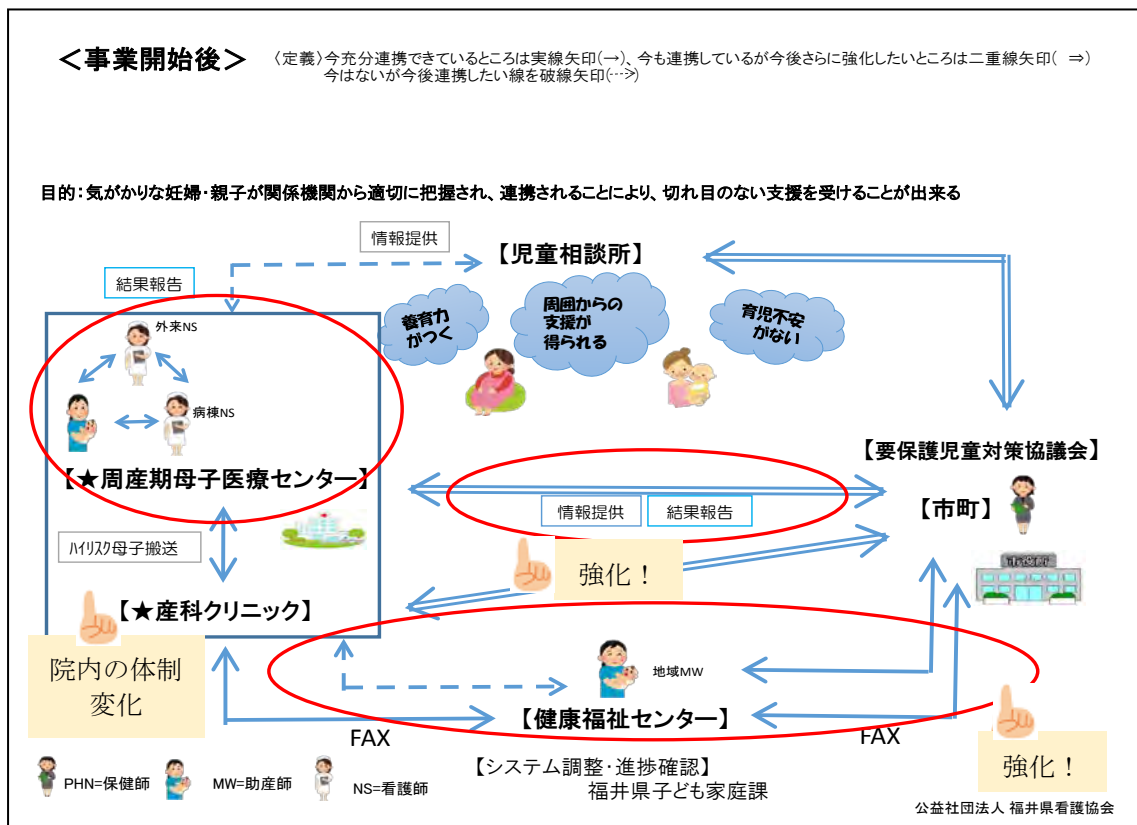 ＜事業開始後＞
〈定義〉今充分連携できているところは実線矢印(→)、今も連携しているが今後さらに強化したいところは二重線矢印( ⇒)
今はないが今後連携したい線を破線矢印(--->)
目的：気がかりな妊婦・親子が関係機関から適切に把握され、連携されることにより、切れ目のない支援を受けることが出来る
情報提供
【児童相談所】
結果報告
養育力
がつく
周囲からの
支援が
得られる
育児不安
がない
外来NS
病棟NS
【★周産期母子医療センター】
【要保護児童対策協議会】
【市町】
情報提供
結果報告
ﾊｲﾘｽｸ母子搬送
強化！
市役所
【★産科クリニック】
院内の体制
変化
地域MW
【健康福祉センター】
FAX
FAX
強化！
【システム調整・進捗確認】
福井県子ども家庭課
PHN=保健師
MW=助産師
NS=看護師
公益社団法人 福井県看護協会